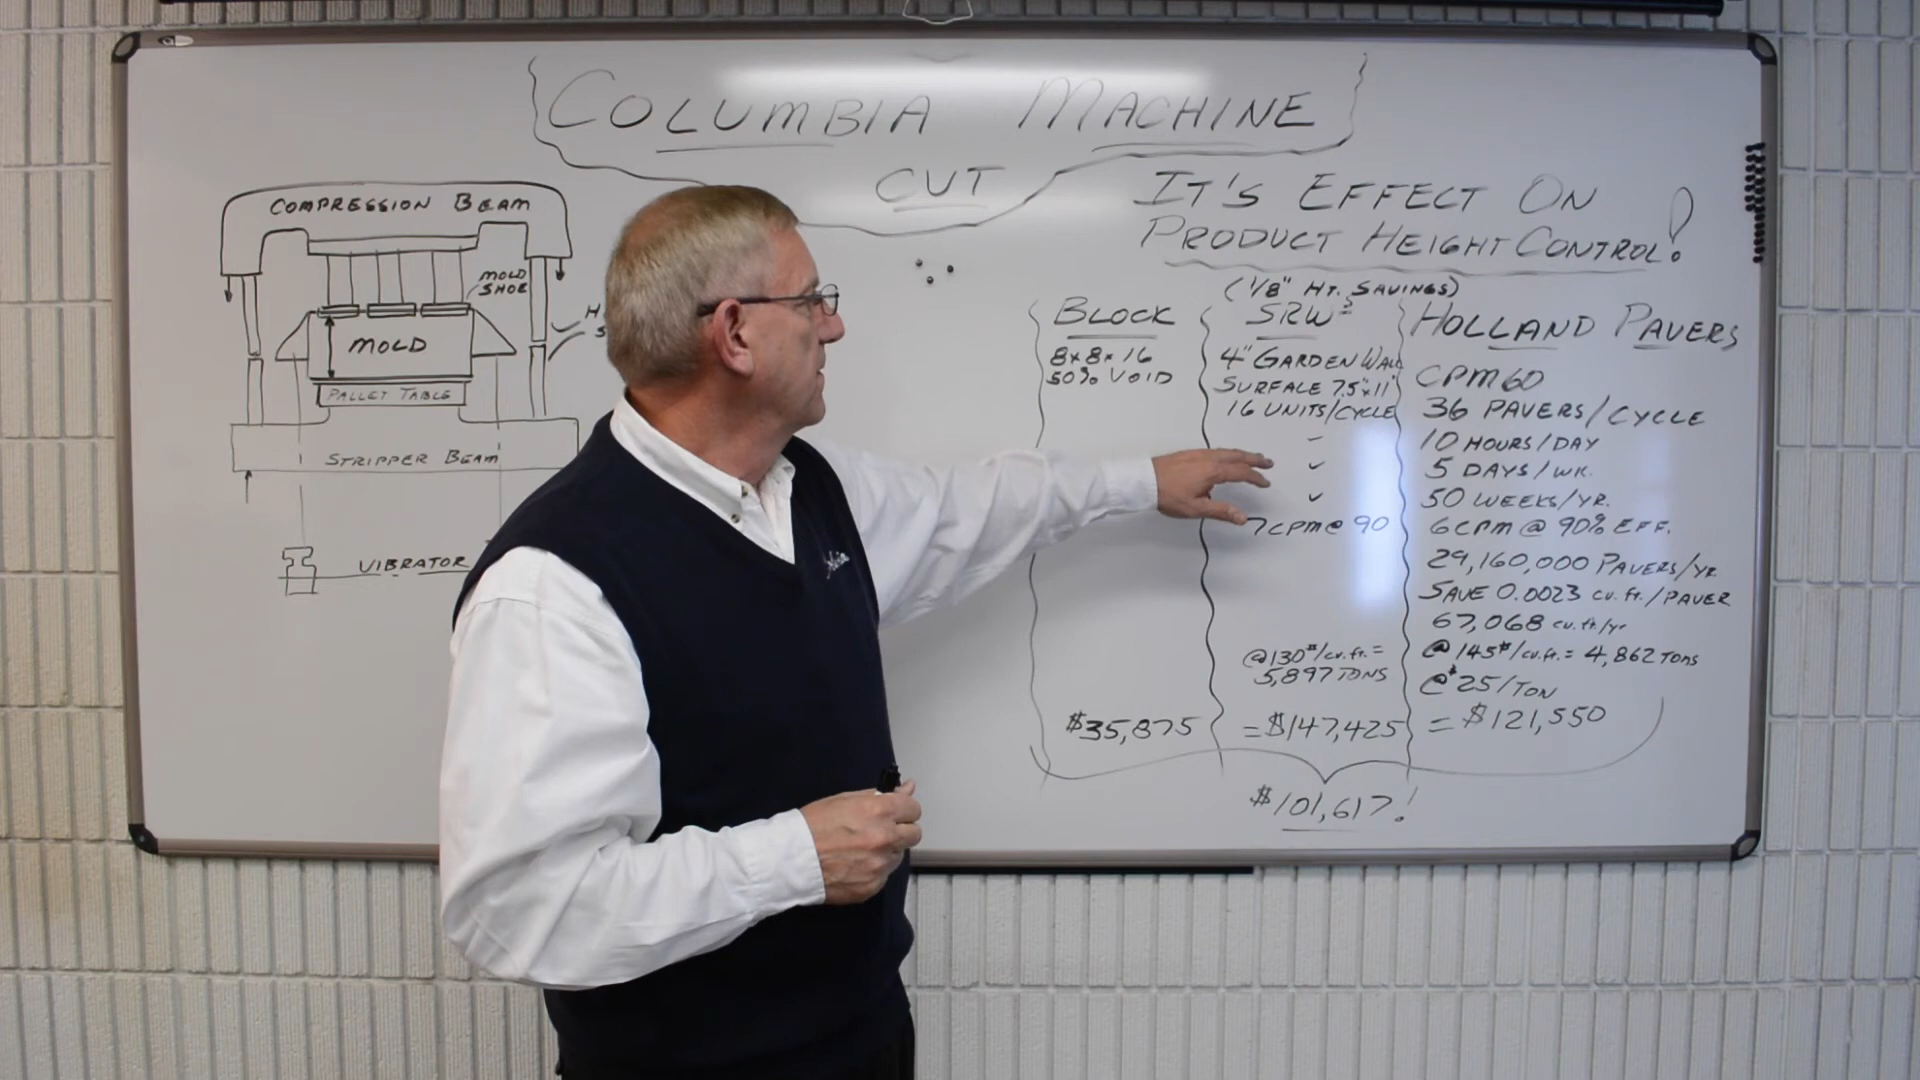 COLUMBIA MACHINE
CUT
IT'S EFFECT ON
PRODUCT HEIGHT CONTROL!
(1/8" HT. SAVINGS)
COMPRESSION BEAM
MOLD
SHOE
MOLD
PALLET TABLE
STRIPPER BEAM
VIBRATOR
H
S
BLOCK
8x8x16
50% VOID
$35,875
SRW
4" GARDEN WALL
SURFALE 7.5"x11"
16 UNITS/CYCLE
7CPM@ 90
@130#/cu.ft.=
5,897 TONS
=$147,425
HOLLAND PAVERS
CPM60
36 PAVERS/CYCLE
10 HOURS/DAY
5 DAYS/WK.
50 WEEKS/YR.
6CPM@ 90% EFF.
29,160,000 PAVERS/YR
SAVE 0.0023 cu.ft./PAVER
67,068 cu.ft/yr
@145#/cu.ft.= 4,862 TONS
@$25/TON
=$121,550
$101,617!